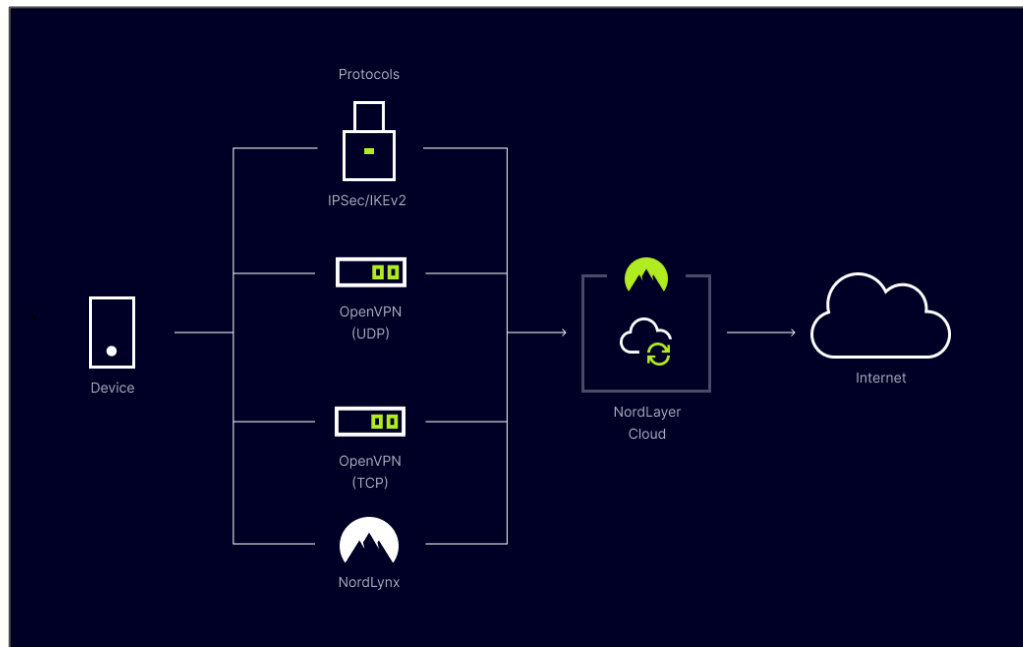 Protocols
IPSec/IKEv2
OpenVPN
(UDP)
Device
OpenVPN
(TCP)
NordLynx
NordLayer
Cloud
Internet